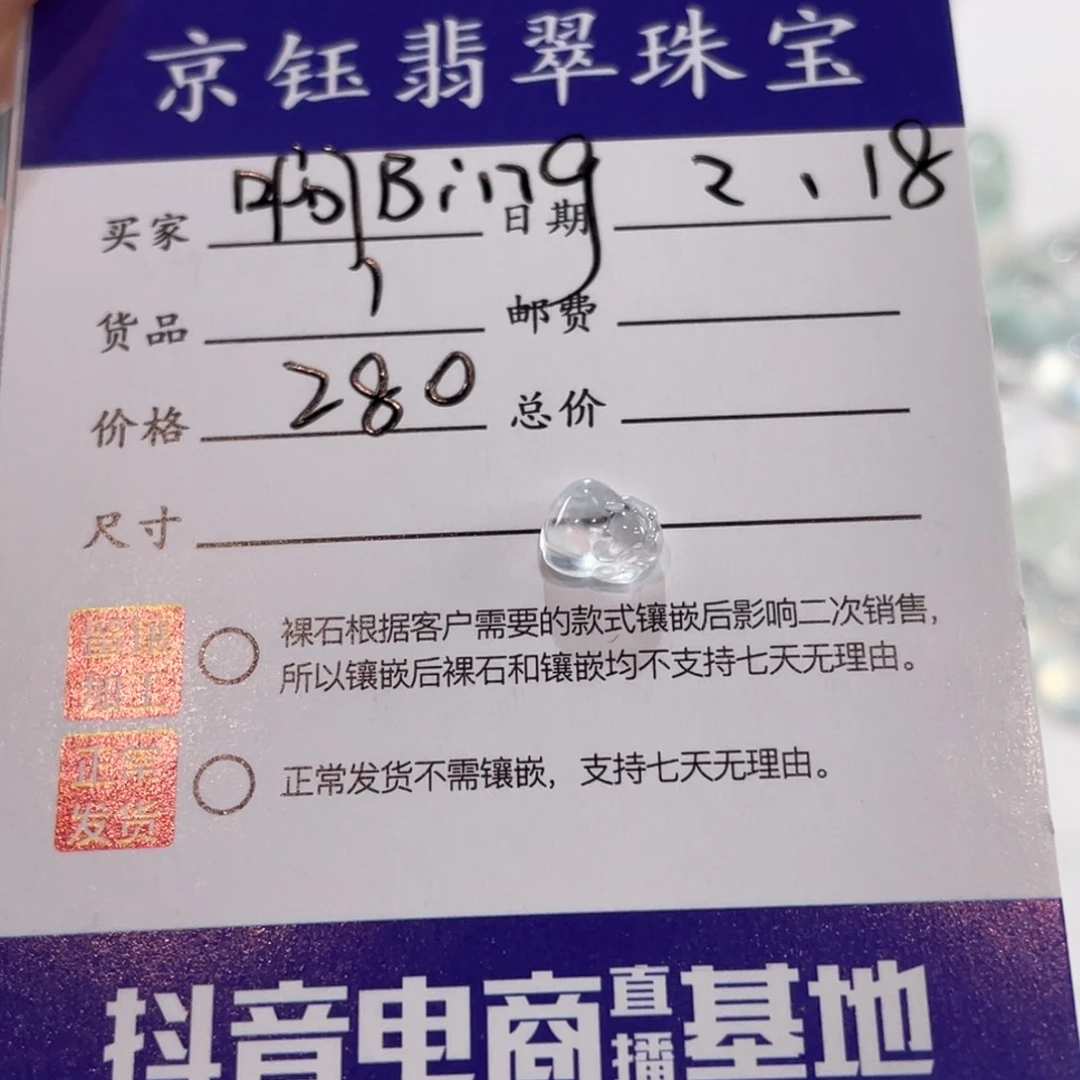 京钰翡翠珠宝
买家 Bing 日期 2、18
货品 1 邮费
价格 280 总价
尺寸
裸石根据客户需要的款式镶嵌后影响二次销售，
所以镶嵌后裸石和镶嵌均不支持七天无理由。
正常
发货
正常发货不需镶嵌，支持七天无理由。
抖音电商直播基地